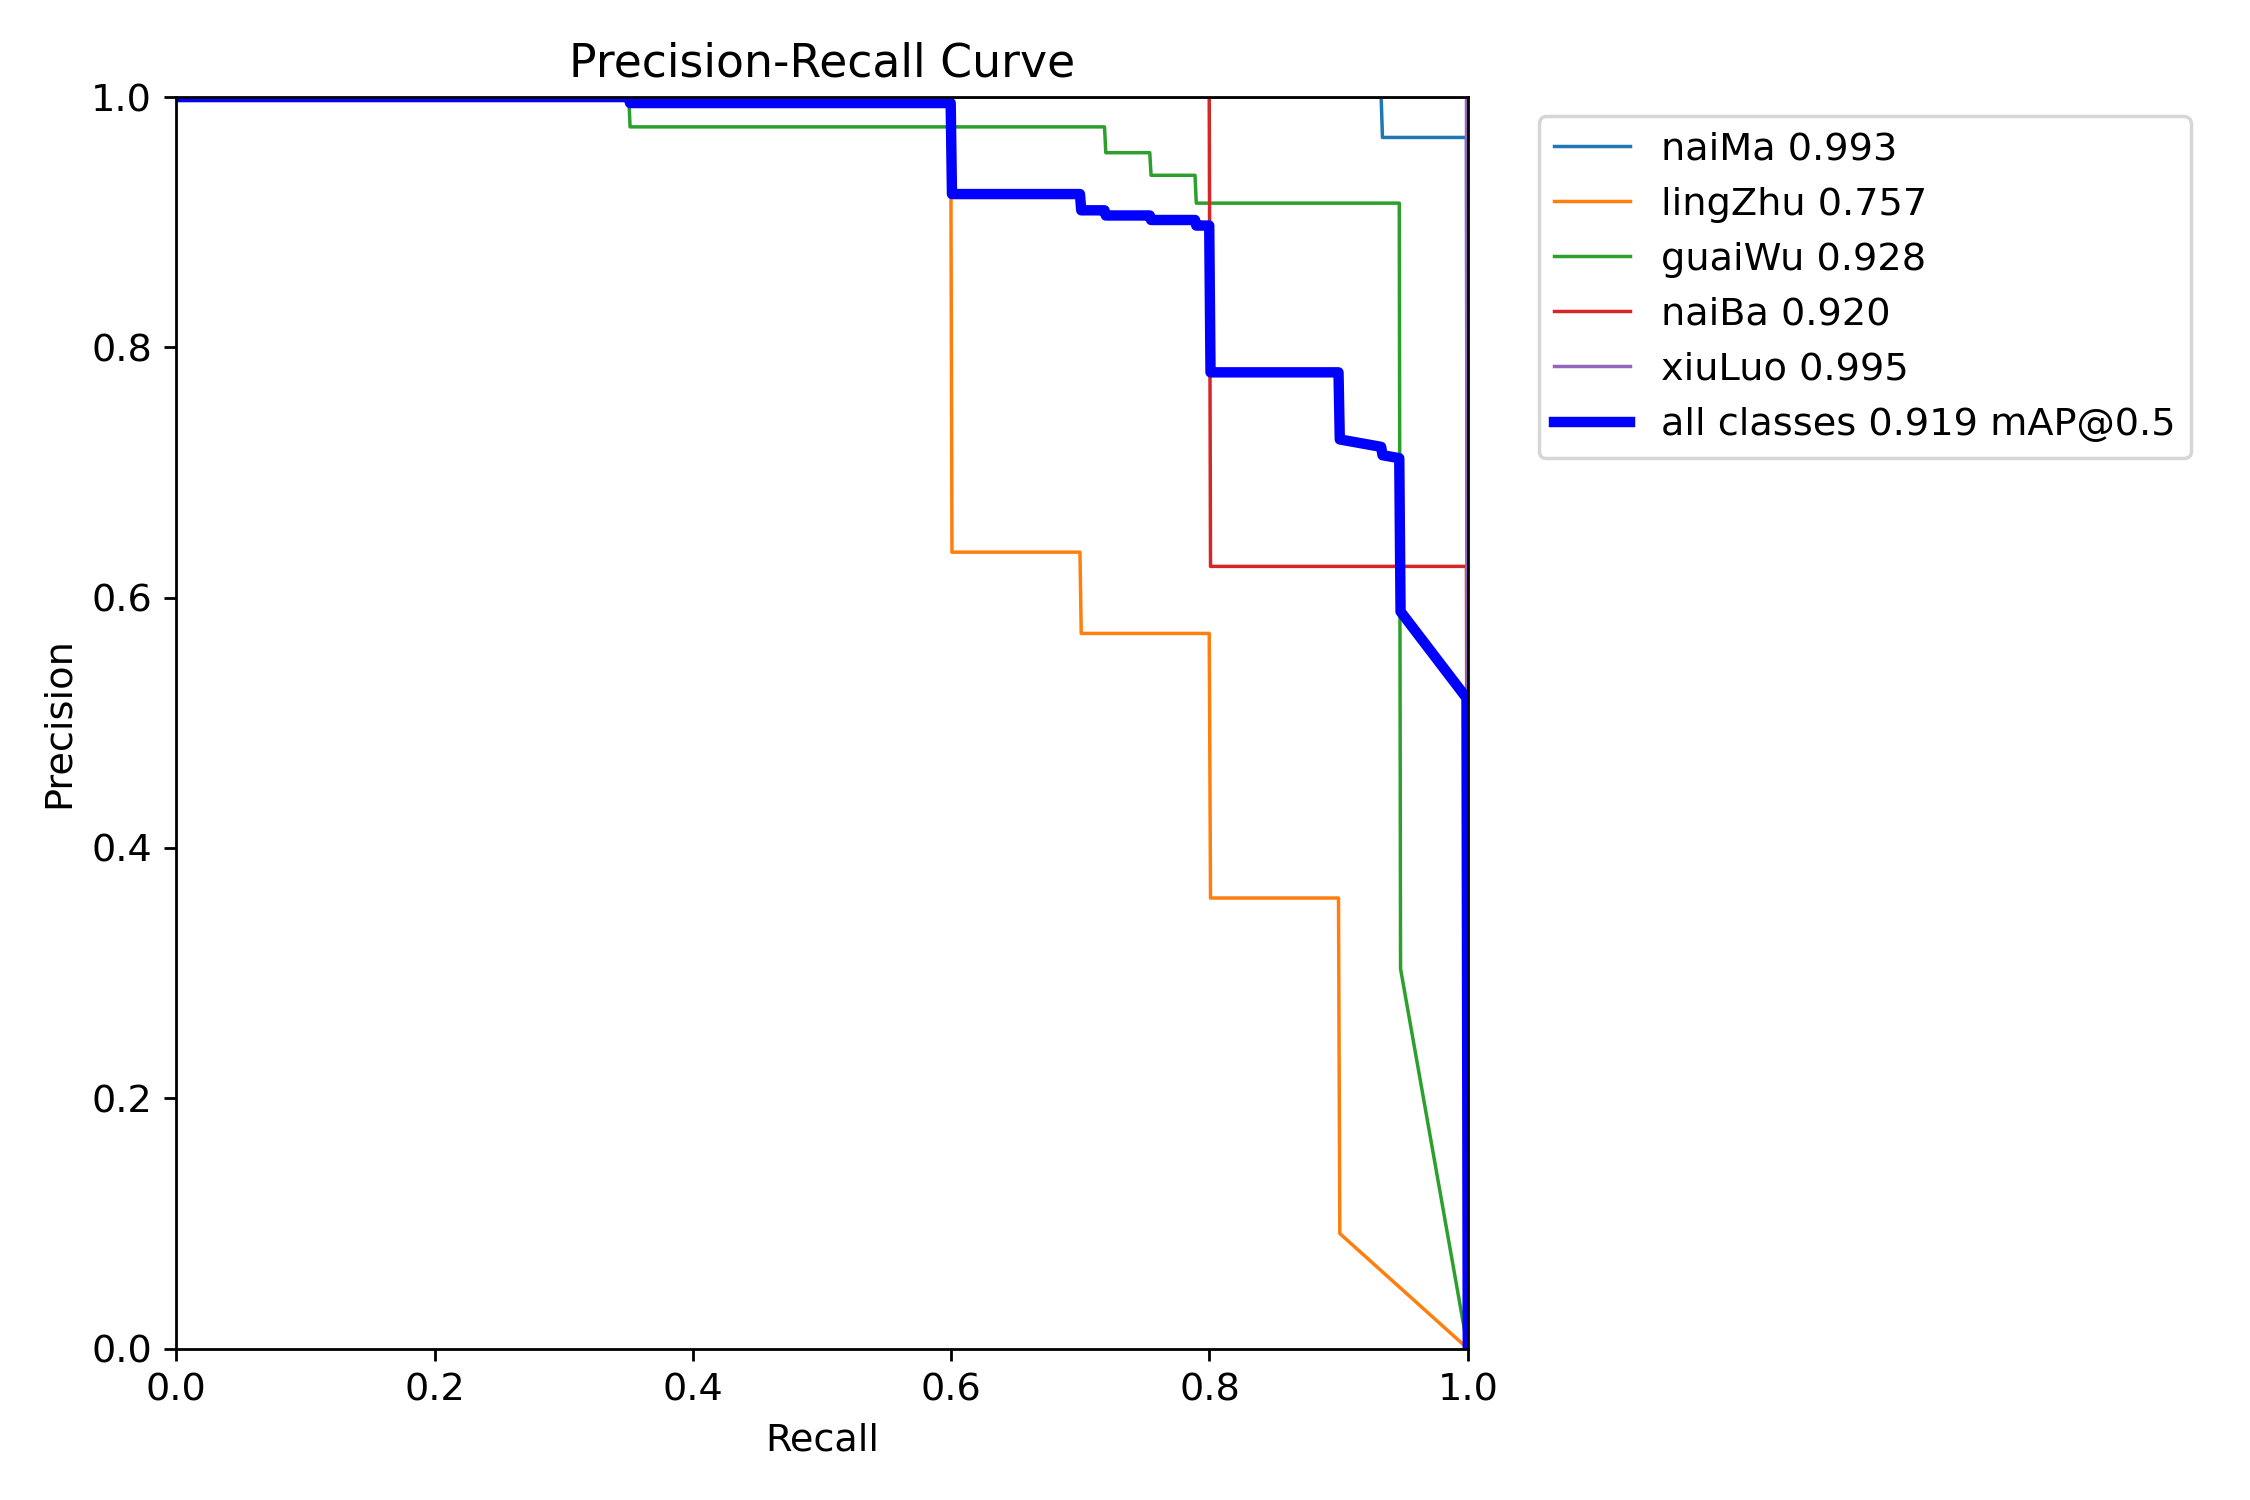 Precision-Recall Curve
1.0
0.8
0.6
0.4
0.2
0.0
Precision
0.0 0.2 0.4 0.6 0.8 1.0
Recall
naiMa 0.993
lingZhu 0.757
guaiWu 0.928
naiBa 0.920
xiuLuo 0.995
all classes 0.919 mAP@0.5